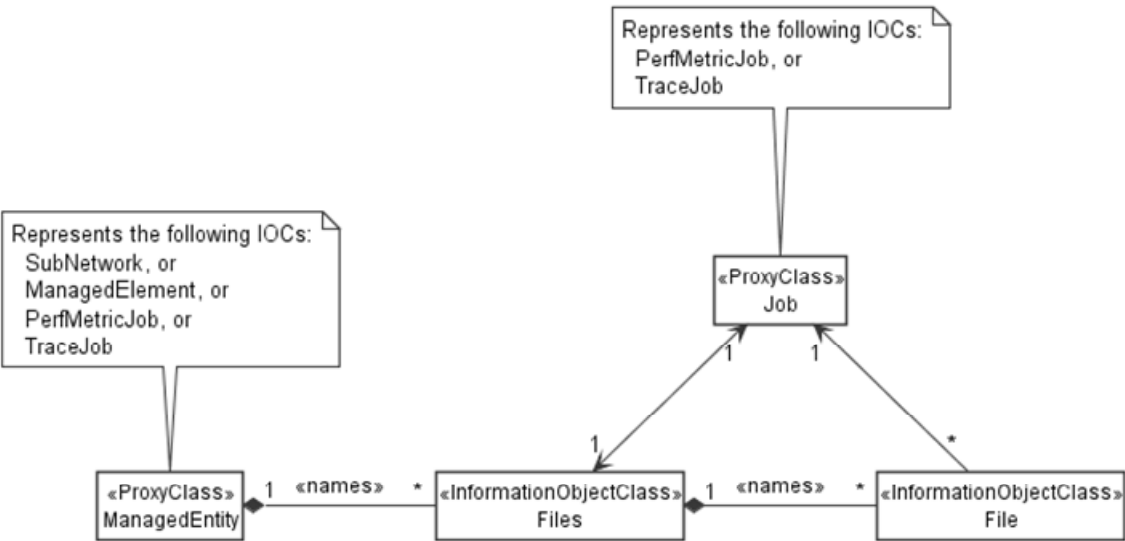 Represents the following IOCs:
PerfMetricJob, or
TraceJob
Represents the following IOCs:
SubNetwork, or
ManagedElement, or
PerfMetricJob, or
TraceJob
«ProxyClass»
Job
1
1
1
*
«ProxyClass»
ManagedEntity
1 «names» *
«InformationObjectClass»
Files
1 «names» *
«InformationObjectClass»
File